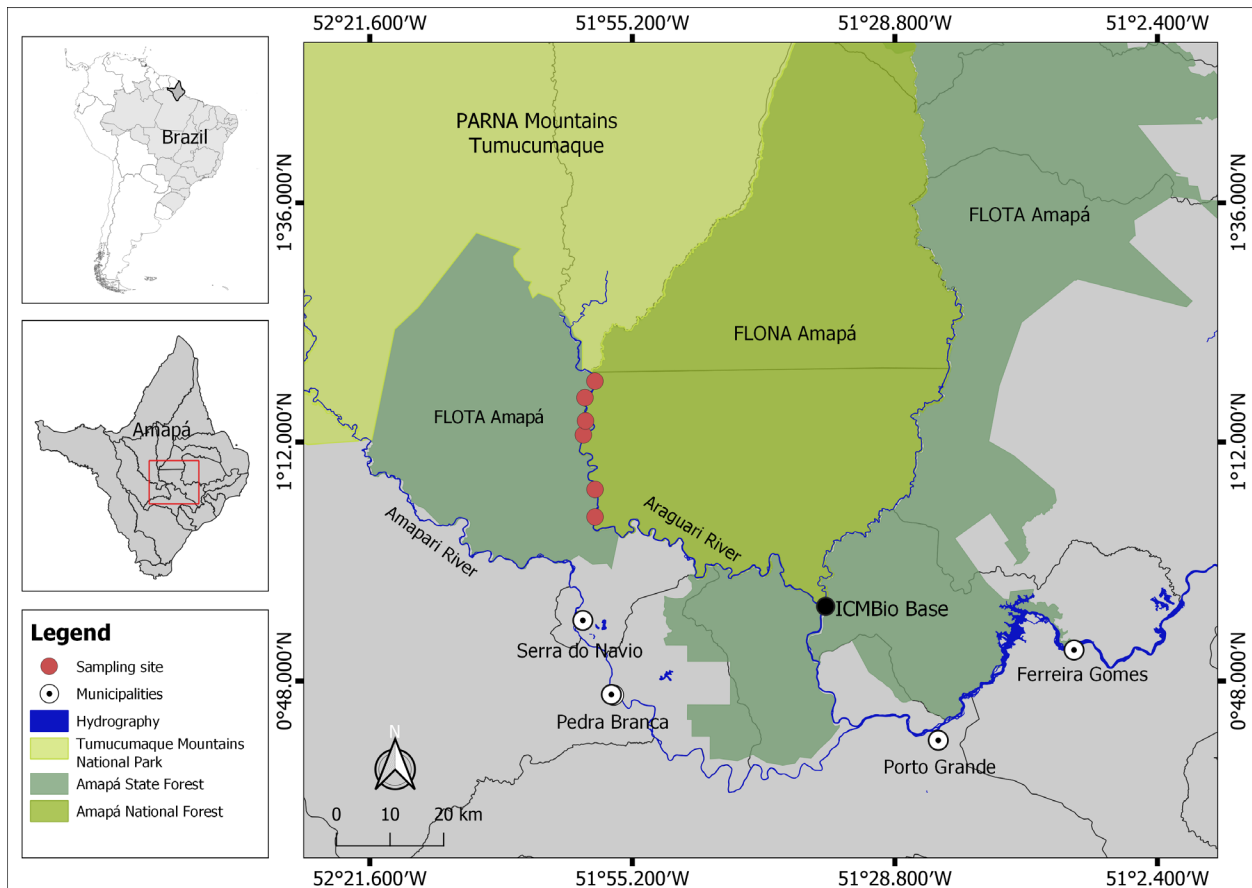 52°21.600'W 51°55.200'W 51°28.800'W 51°2.400'W
Brazil
Amapá
PARNA Mountains
Tumucumaque
FLOTA Amapá
FLONA Amapá
FLOTA Amapá
1°36.000'N
1°36.000'N
1°12.000'N
1°12.000'N
0°48.000'N
0°48.000'N
Amapari River
Araguari River
ICMBio Base
Serra do Navio
Pedra Branca
Ferreira Gomes
Porto Grande
N
0 10 20 km
Legend
Sampling site
Municipalities
Hydrography
Tumucumaque Mountains
National Park
Amapá State Forest
Amapá National Forest
52°21.600'W 51°55.200'W 51°28.800'W 51°2.400'W